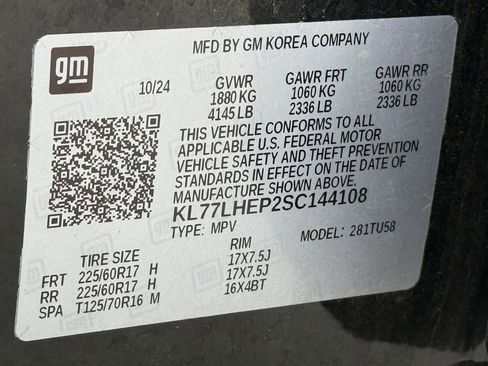 MFD BY GM KOREA COMPANY
gm
10/24 GVWR GAWR FRT GAWR RR
1880 KG 1060 KG 1060 KG
4145 LB 2336 LB 2336 LB
THIS VEHICLE CONFORMS TO ALL
APPLICABLE U.S. FEDERAL MOTOR
VEHICLE SAFETY AND THEFT PREVENTION
STANDARDS IN EFFECT ON THE DATE OF
MANUFACTURE SHOWN ABOVE.
KL77LHEP2SC144108
TYPE: MPV MODEL: 281TU58
TIRE SIZE RIM
FRT 225/60R17 H 17X7.5J
RR 225/60R17 H 17X7.5J
SPA T125/70R16 M 16X4BT